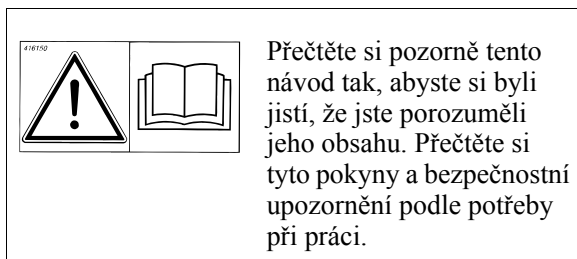 416150
Přečtěte si pozorně tento
návod tak, abyste si byli
jistí, že jste porozuměli
jeho obsahu. Přečtěte si
tyto pokyny a bezpečnostní
upozornění podle potřeby
při práci.